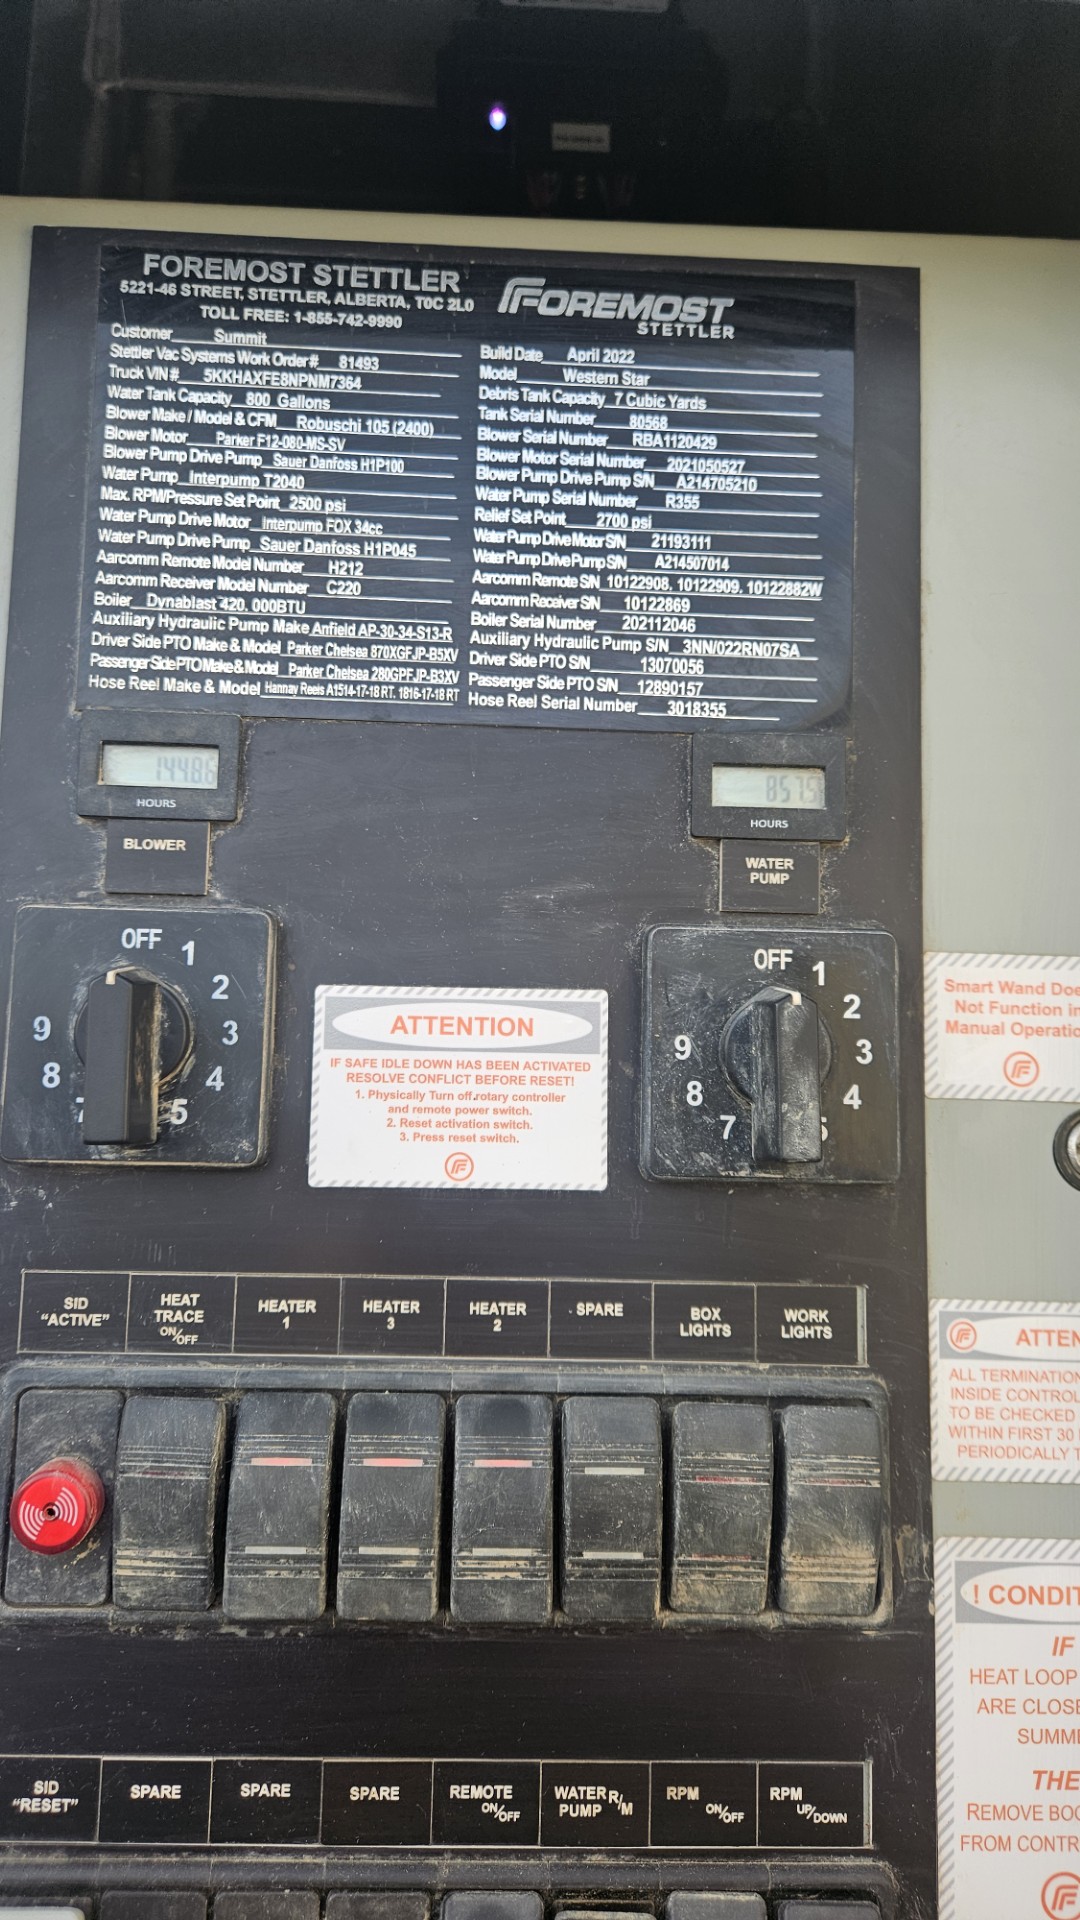 FOREMOST STETTLER
5221-46 STREET, STETTLER, ALBERTA, T0C 2L0
TOLL FREE: 1-855-742-9990
FOREMOST
STETTLER
Customer Summit
Stettler Vac Systems Work Order# 81493
Truck VIN# 5KKHAXFE8NPNM7364
Water Tank Capacity 800 Gallons
Blower Make / Model & CFM Robuschi 105 (2400)
Blower Motor Parker F12-080-MS-SV
Blower Pump Drive Pump Sauer Danfoss H1P100
Water Pump Interpump T2040
Max. RPM/Pressure Set Point 2500 psi
Water Pump Drive Motor Interpump FOX 34cc
Water Pump Drive Pump Sauer Danfoss H1P045
Aarcomm Remote Model Number H212
Aarcomm Receiver Model Number C220
Boiler Dynablast 420,000BTU
Auxiliary Hydraulic Pump Make Anfield AP-30-34-S13-R
Driver Side PTO Make & Model Parker Chelsea 870XGFJP-B5XV
Passenger Side PTO Make & Model Parker Chelsea 280GPFJP-B3XV
Hose Reel Make & Model Hannay Reels A1514-17-18 RT, 1816-17-18 RT
Build Date April 2022
Model Western Star
Debris Tank Capacity 7 Cubic Yards
Tank Serial Number 80568
Blower Serial Number RBA1120429
Blower Motor Serial Number 2021050527
Blower Pump Drive Pump S/N A214705210
Water Pump Serial Number R355
Relief Set Point 2700 psi
Water Pump Drive Motor S/N 21193111
Water Pump Drive Pump S/N A214507014
Aarcomm Remote S/N 10122908, 10122909, 10122882W
Aarcomm Receiver S/N 10122869
Boiler Serial Number 202112046
Auxiliary Hydraulic Pump S/N 3NN/022RN07SA
Driver Side PTO S/N 13070056
Passenger Side PTO S/N 12890157
Hose Reel Serial Number 3018355
1448.6
HOURS
BLOWER
857.5
HOURS
WATER
PUMP
OFF
1
2
3
4
5
7
8
9
OFF
1
2
3
4
5
7
8
9
ATTENTION
IF SAFE IDLE DOWN HAS BEEN ACTIVATED
RESOLVE CONFLICT BEFORE RESET!
1. Physically Turn off rotary controller
and remote power switch.
2. Reset activation switch.
3. Press reset switch.
Smart Wand Doe
Not Function in
Manual Operatio
SID
"ACTIVE"
HEAT
TRACE
ON/OFF
HEATER
1
HEATER
3
HEATER
2
SPARE
BOX
LIGHTS
WORK
LIGHTS
ATTEN
ALL TERMINATION
INSIDE CONTROL
TO BE CHECKED
WITHIN FIRST 30
PERIODICALLY T
! CONDIT
IF
HEAT LOOP
ARE CLOSE
SUMME
THE
REMOVE BOO
FROM CONTR
SID
"RESET"
SPARE
SPARE
SPARE
REMOTE
ON/OFF
WATER R/M
PUMP
RPM
ON/OFF
RPM
UP/DOWN